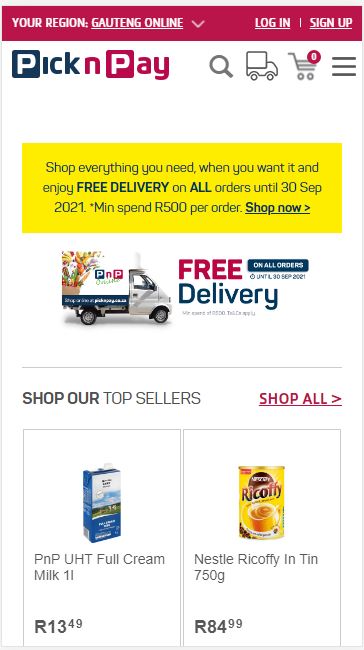 YOUR REGION: GAUTENG ONLINE LOG IN | SIGN UP
Pick n Pay 0
Shop everything you need, when you want it and
enjoy FREE DELIVERY on ALL orders until 30 Sep
2021. *Min spend R500 per order. Shop now >
PnP
Online
Shop online at picknpay.co.za
FREE ON ALL ORDERS
UNTIL 30 SEP 2021
Delivery
Min spend of R500. Ts&Cs apply
SHOP OUR TOP SELLERS SHOP ALL >
Ricoffy
PnP UHT Full Cream
Milk 1l
Nestle Ricoffy In Tin
750g
R13 49
R84 99